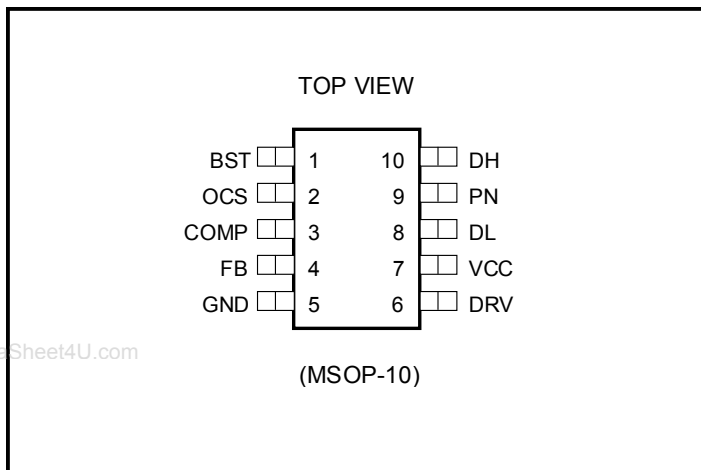 TOP VIEW
BST 1 10 DH
OCS 2 9 PN
COMP 3 8 DL
FB 4 7 VCC
GND 5 6 DRV
aSheet4U.com
(MSOP-10)